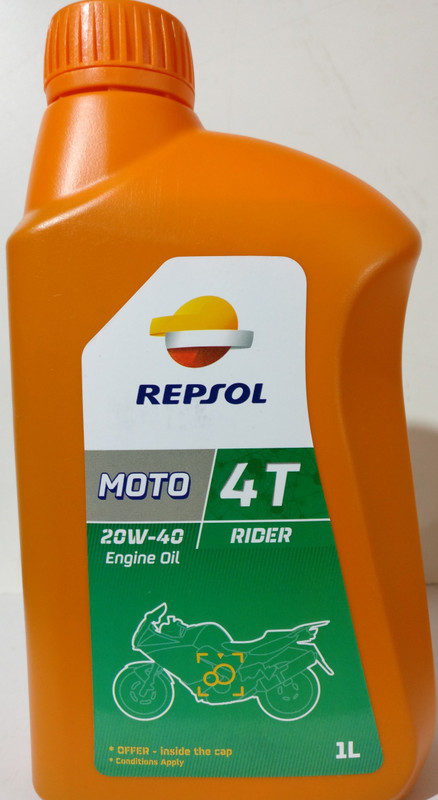 REPSOL
MOTO 4T
20W-40 RIDER
Engine Oil
* OFFER - inside the cap
* Conditions Apply
1L